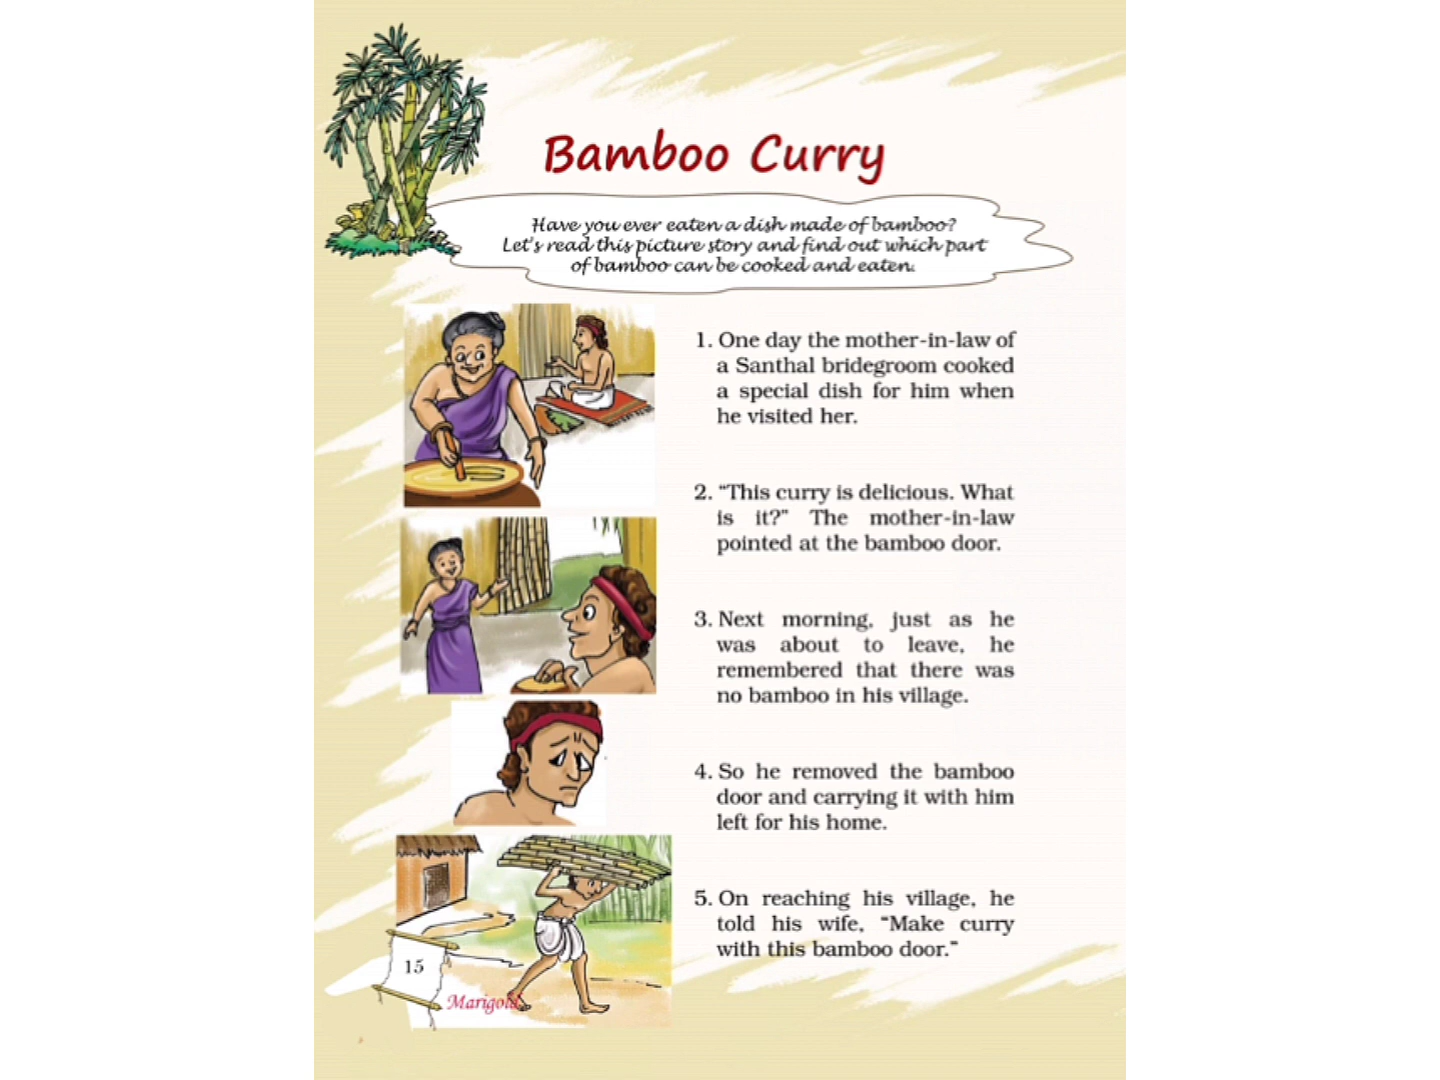 Bamboo Curry
Have you ever eaten a dish made of bamboo?
Let's read this picture story and find out which part
of bamboo can be cooked and eaten.
1. One day the mother-in-law of
a Santhal bridegroom cooked
a special dish for him when
he visited her.
2. “This curry is delicious. What
is it?” The mother-in-law
pointed at the bamboo door.
3. Next morning, just as he
was about to leave, he
remembered that there was
no bamboo in his village.
4. So he removed the bamboo
door and carrying it with him
left for his home.
5. On reaching his village, he
told his wife, “Make curry
with this bamboo door.”
15
Marigold